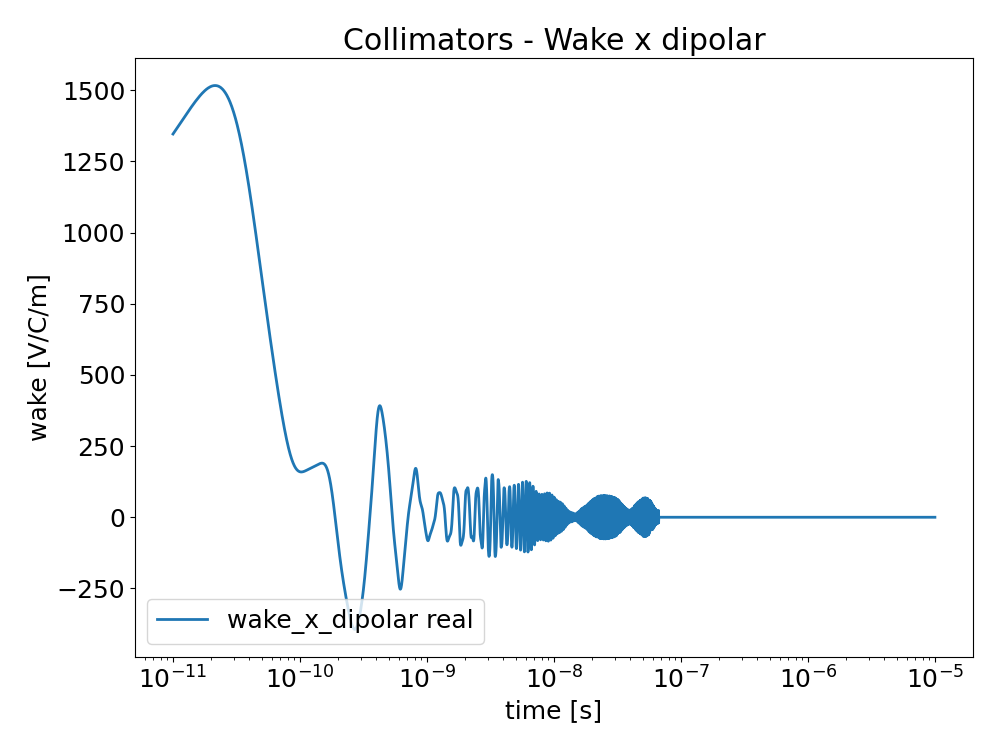 Collimators - Wake x dipolar
wake [V/C/m]
1500
1250
1000
750
500
250
0
−250
wake_x_dipolar real
10⁻¹¹ 10⁻¹⁰ 10⁻⁹ 10⁻⁸ 10⁻⁷ 10⁻⁶ 10⁻⁵
time [s]